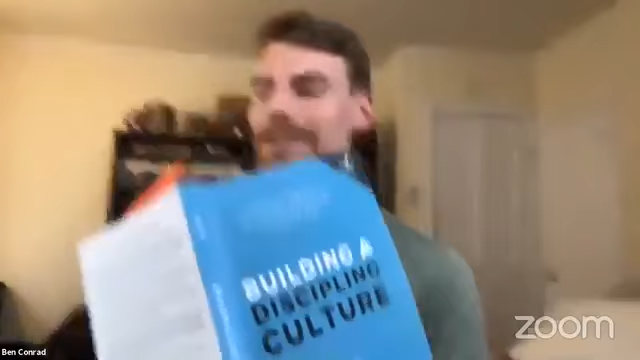 BUILDING A
DISCIPLING
CULTURE
Ben Conrad
zoom